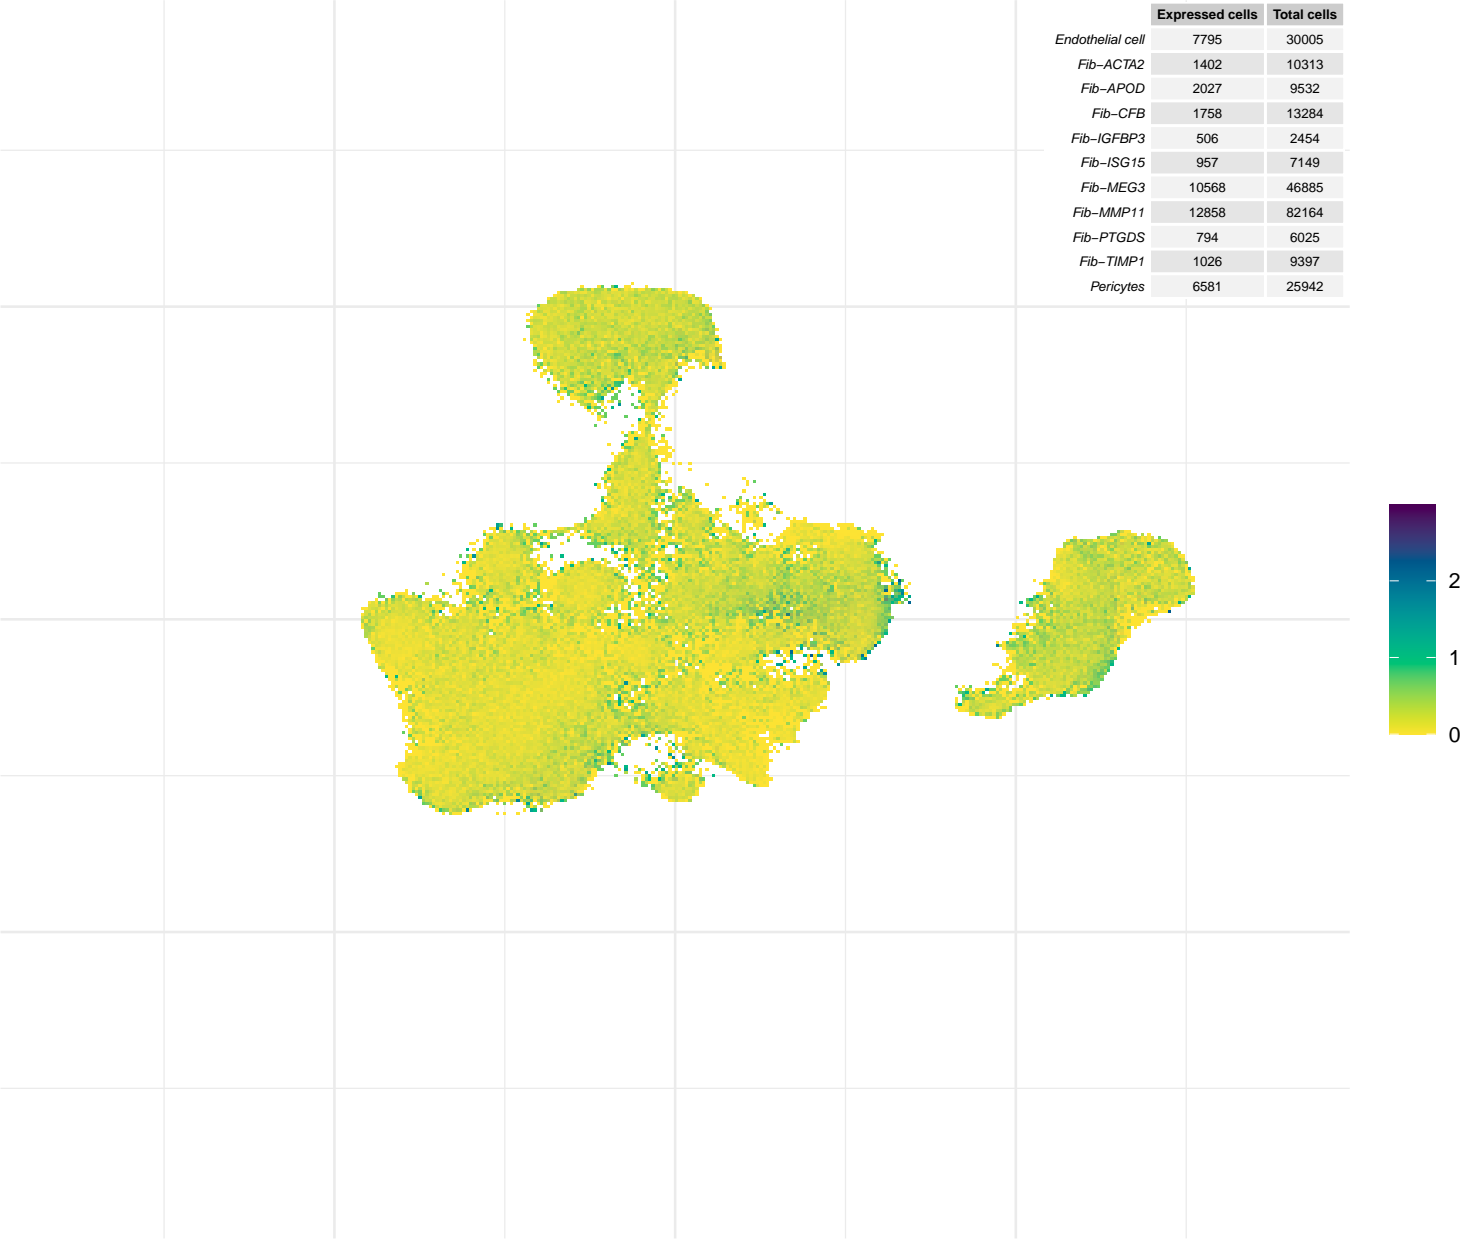 Expressed cells Total cells
Endothelial cell 7795 30005
Fib−ACTA2 1402 10313
Fib−APOD 2027 9532
Fib−CFB 1758 13284
Fib−IGFBP3 506 2454
Fib−ISG15 957 7149
Fib−MEG3 10568 46885
Fib−MMP11 12858 82164
Fib−PTGDS 794 6025
Fib−TIMP1 1026 9397
Pericytes 6581 25942
2
1
0